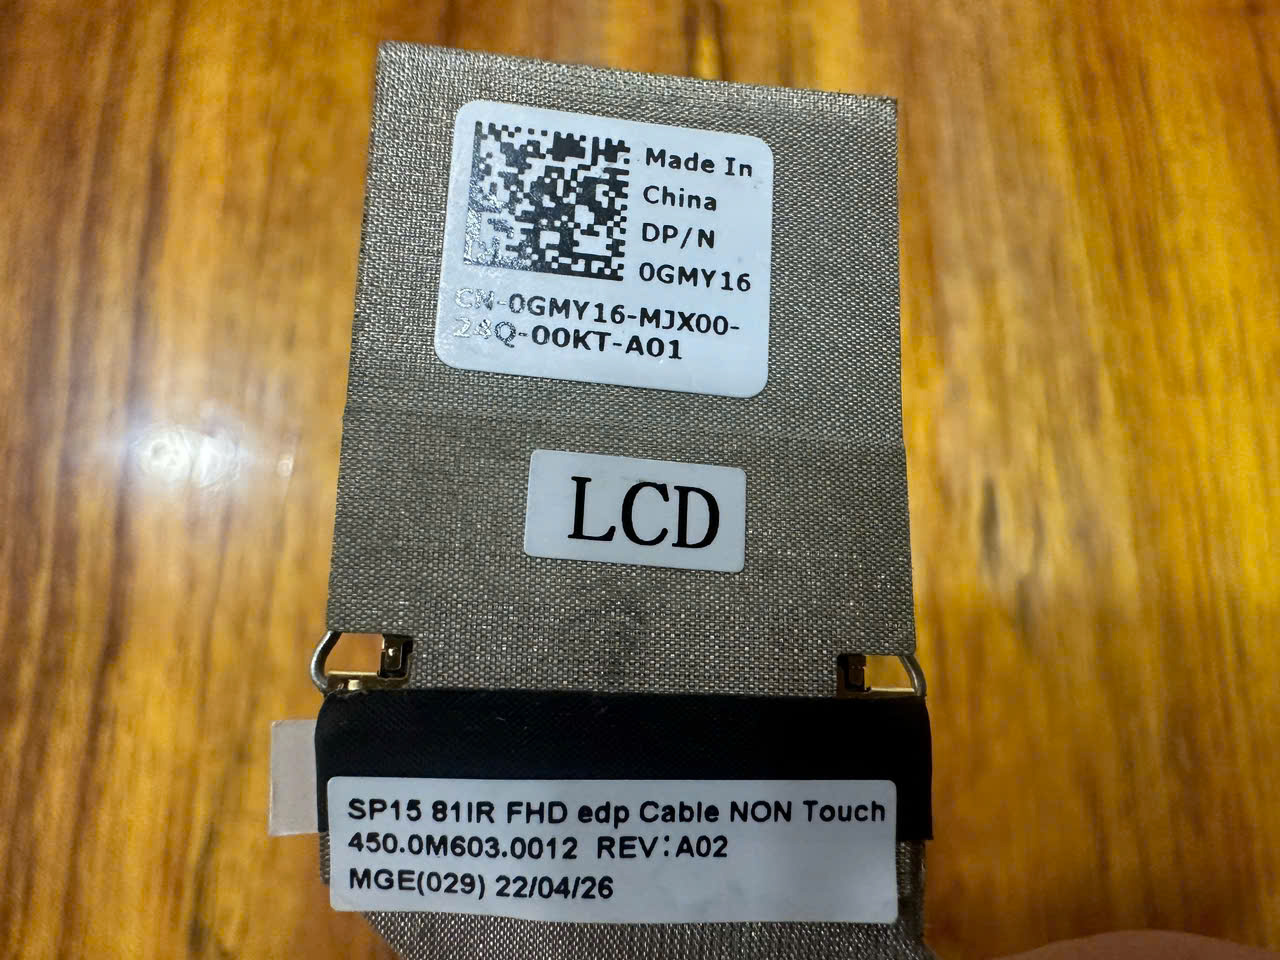 Made In
China
DP/N
0GMY16
CN-0GMY16-MJX00-
24Q-00KT-A01
LCD
SP15 81IR FHD edp Cable NON Touch
450.0M603.0012 REV:A02
MGE(029) 22/04/26